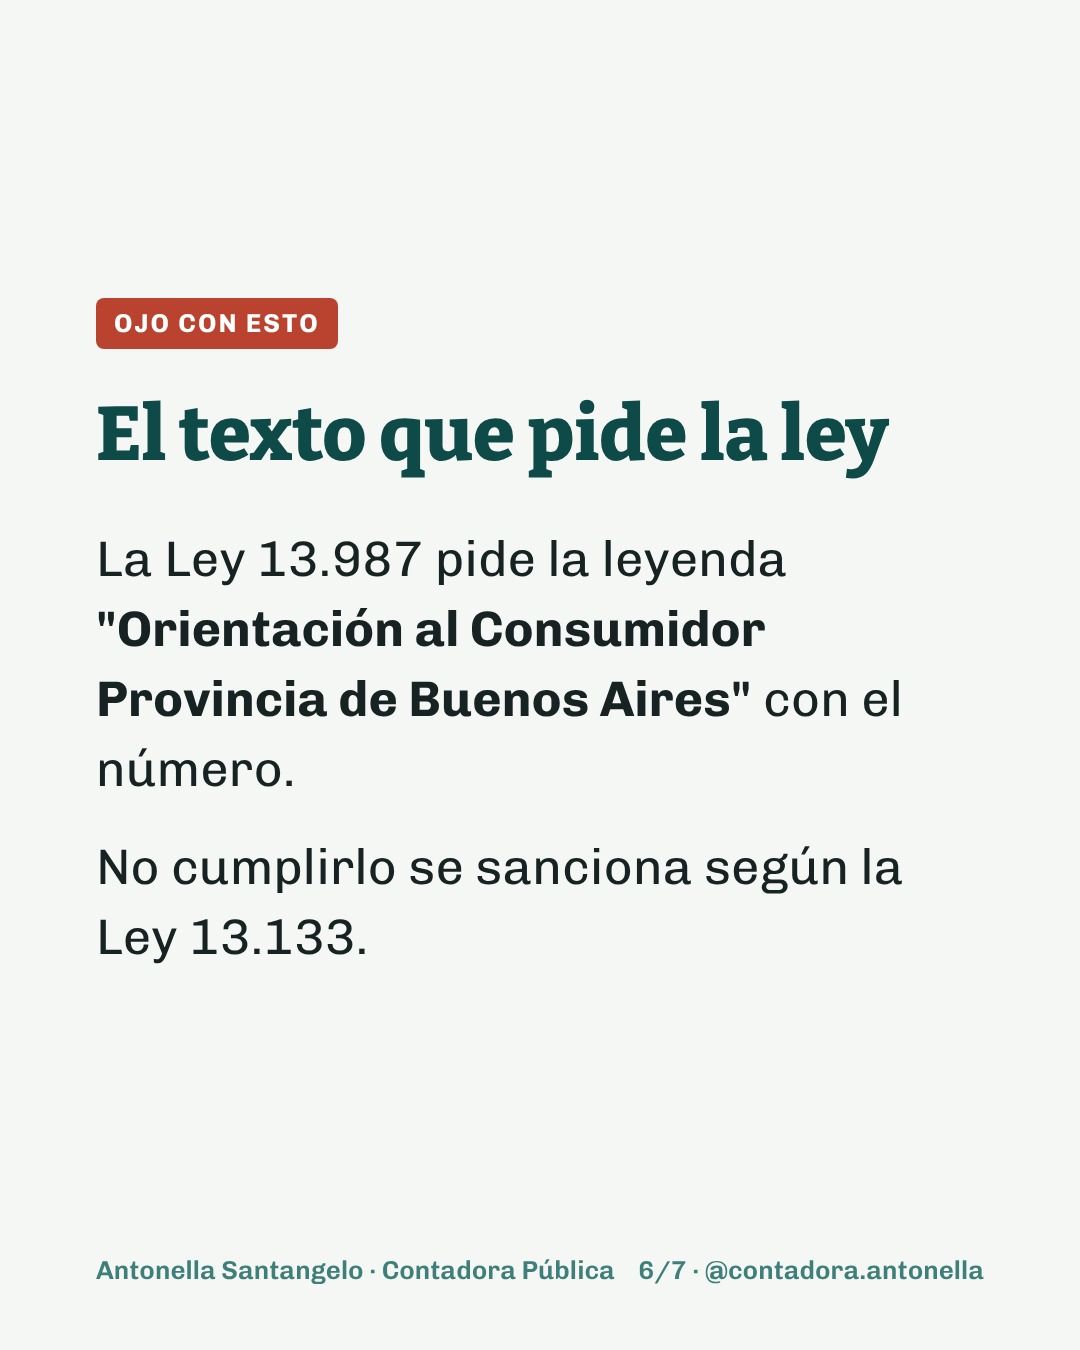 OJO CON ESTO
El texto que pide la ley
La Ley 13.987 pide la leyenda
"Orientación al Consumidor
Provincia de Buenos Aires" con el
número.
No cumplirlo se sanciona según la
Ley 13.133.
Antonella Santangelo · Contadora Pública 6/7 · @contadora.antonella